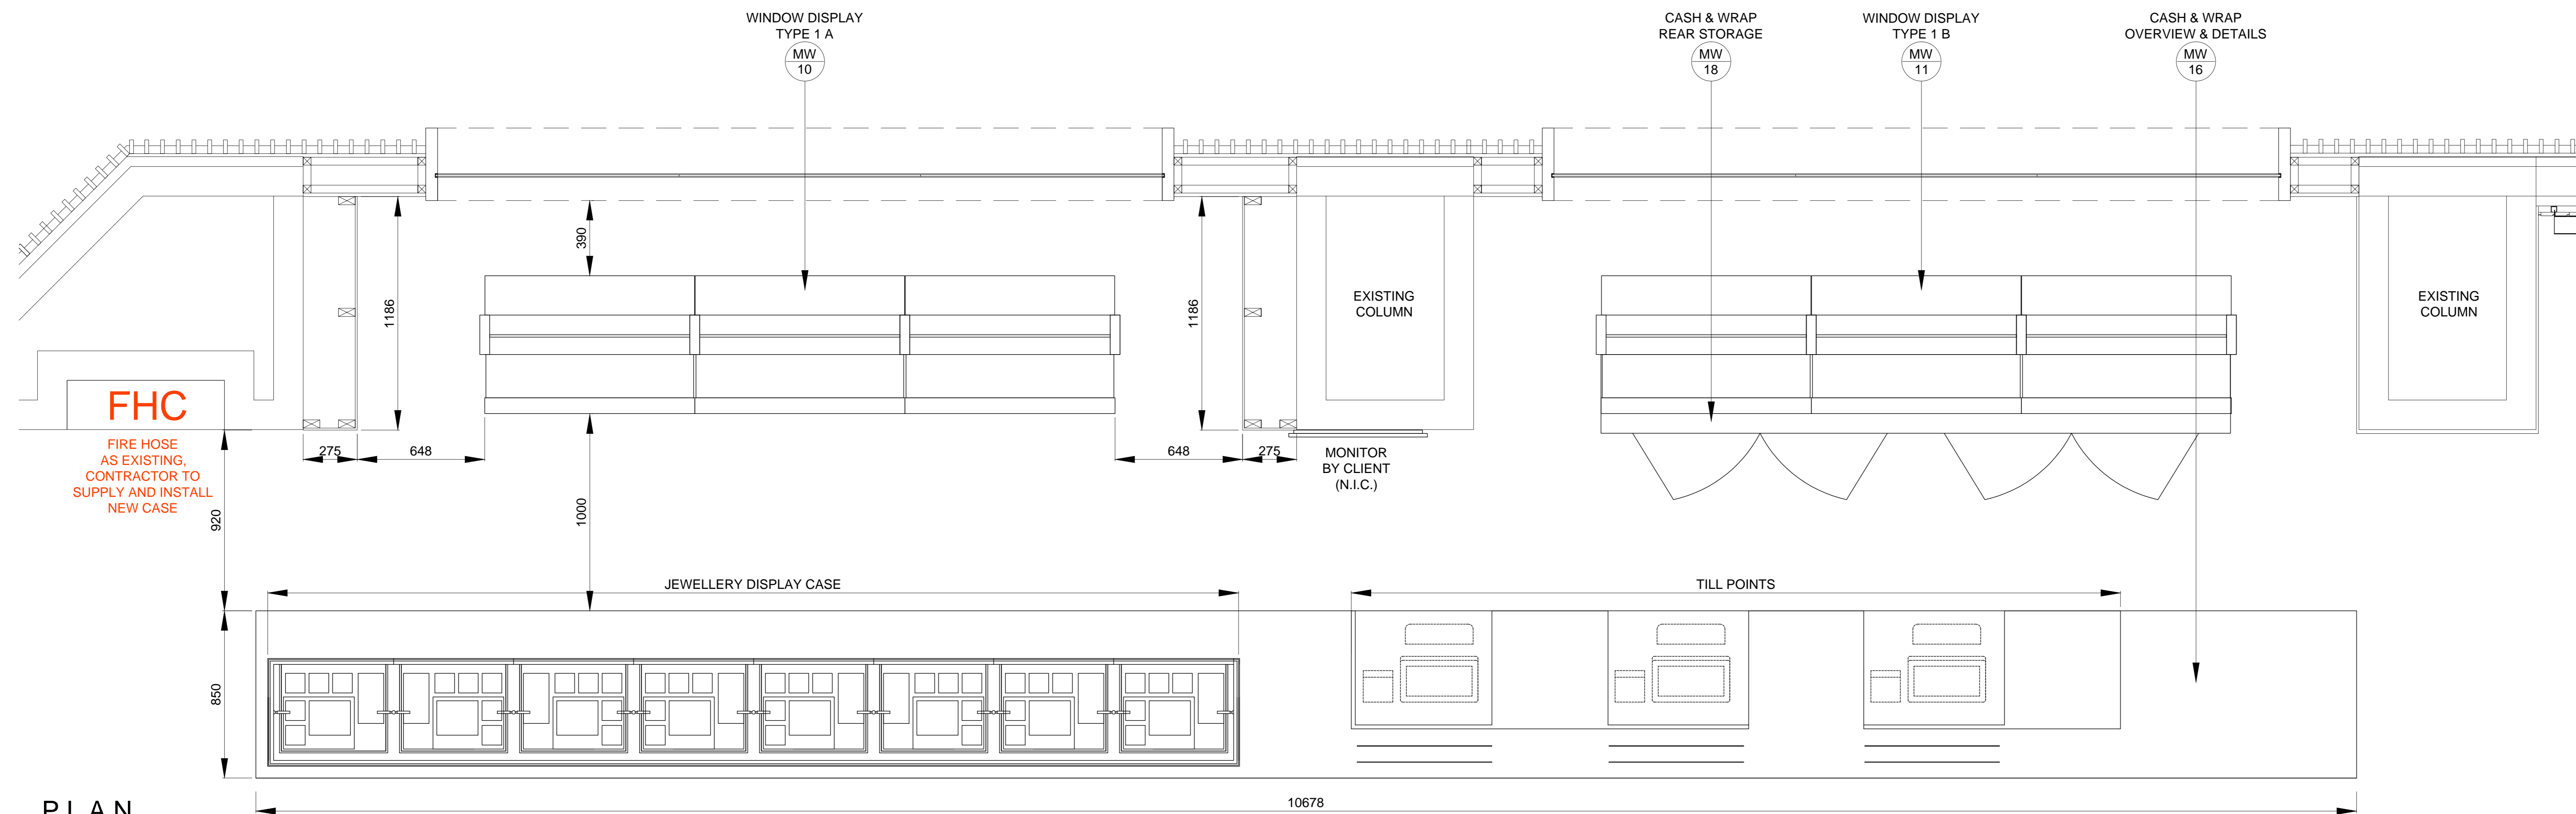 WINDOW DISPLAY
TYPE 1 A
MW
10
CASH & WRAP
REAR STORAGE
MW
18
WINDOW DISPLAY
TYPE 1 B
MW
11
CASH & WRAP
OVERVIEW & DETAILS
MW
16
390
1186
1186
EXISTING
COLUMN
EXISTING
COLUMN
FHC
FIRE HOSE
AS EXISTING,
CONTRACTOR TO
SUPPLY AND INSTALL
NEW CASE
275
648
648
275
MONITOR
BY CLIENT
(N.I.C.)
920
1000
JEWELLERY DISPLAY CASE
TILL POINTS
850
10678
PLAN